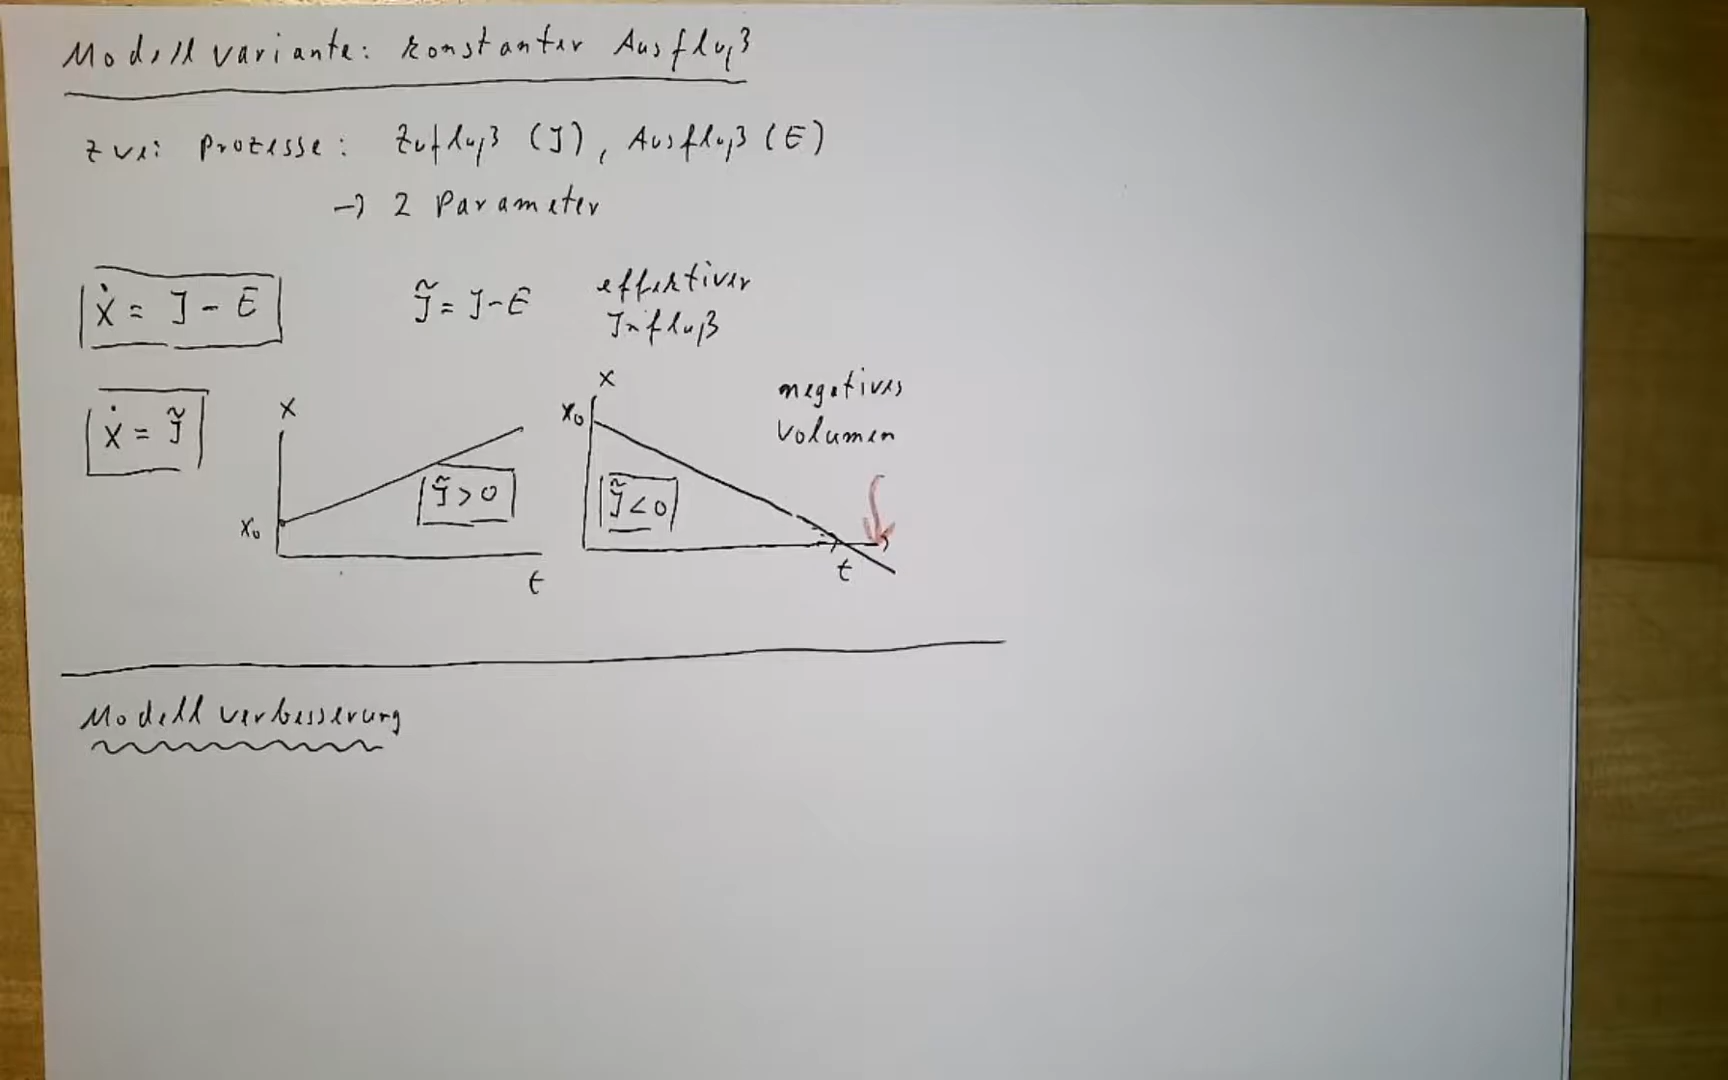 Modellvariante: konstanter Ausfluß
zwei Prozesse: Zufluß (J), Ausfluß (E)
→ 2 Parameter
ẋ = J - E
J̃ = J - E
effektiver
Influß
ẋ = J̃
x
x₀
J̃ > 0
t
x
x₀
J̃ < 0
t
negatives
Volumen
Modellverbesserung